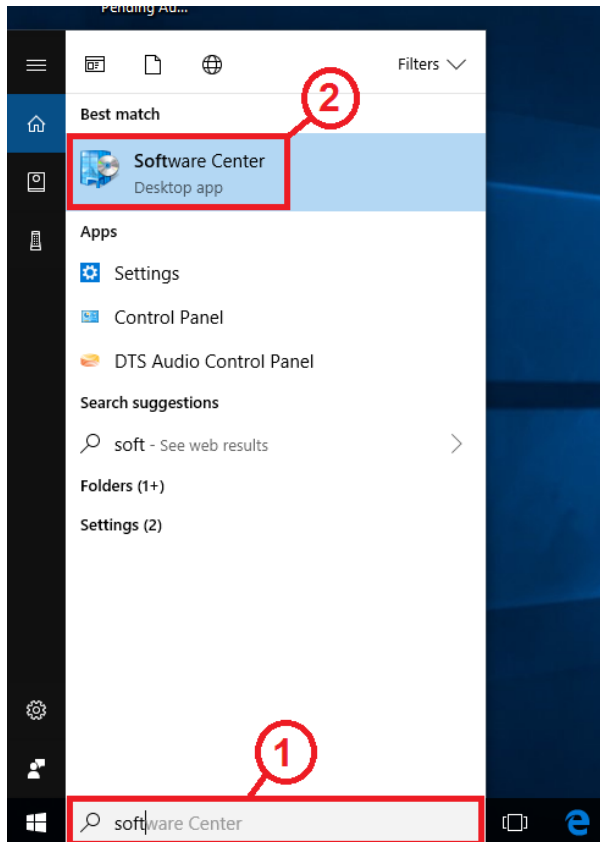 Pending Au...
Filters
2
Best match
Software Center
Desktop app
Apps
Settings
Control Panel
DTS Audio Control Panel
Search suggestions
soft - See web results
Folders (1+)
Settings (2)
1
software Center